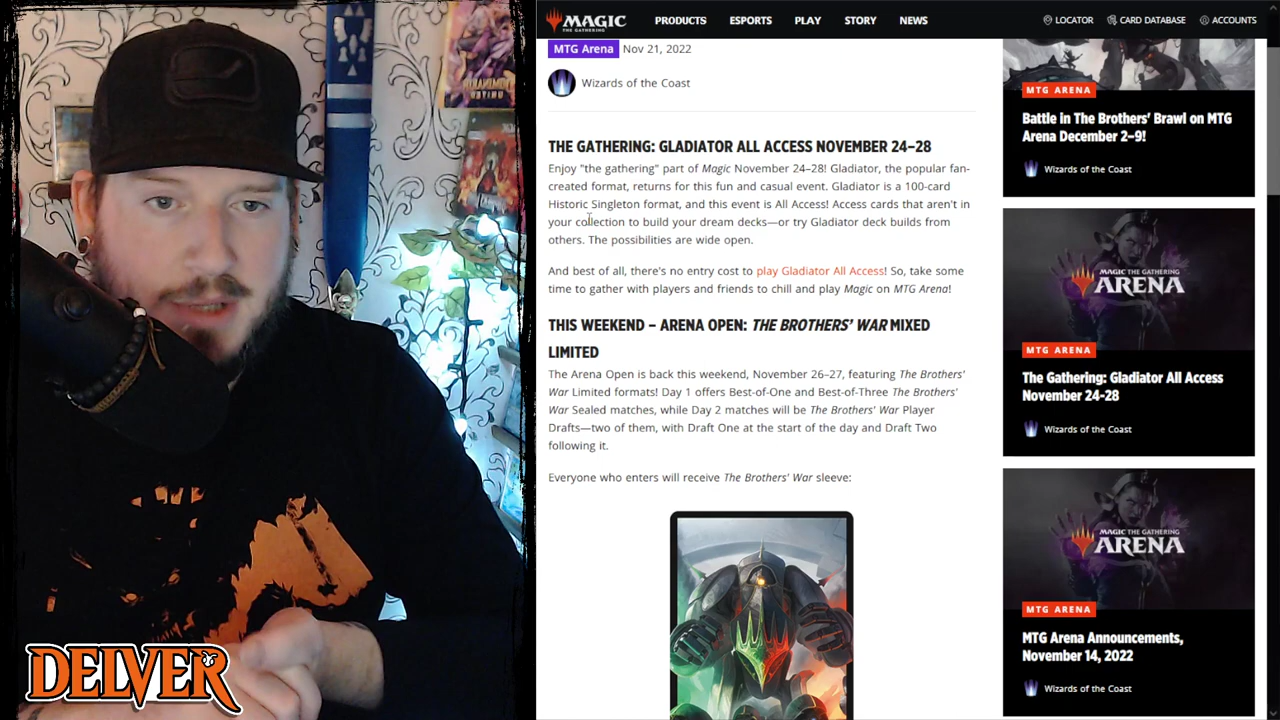 MAGIC
THE GATHERING
PRODUCTS
ESPORTS
PLAY
STORY
NEWS
LOCATOR
CARD DATABASE
ACCOUNTS
MTG Arena
Nov 21, 2022
Wizards of the Coast
THE GATHERING: GLADIATOR ALL ACCESS NOVEMBER 24–28
Enjoy "the gathering" part of Magic November 24–28! Gladiator, the popular fan-
created format, returns for this fun and casual event. Gladiator is a 100-card
Historic Singleton format, and this event is All Access! Access cards that aren't in
your collection to build your dream decks—or try Gladiator deck builds from
others. The possibilities are wide open.
And best of all, there's no entry cost to play Gladiator All Access! So, take some
time to gather with players and friends to chill and play Magic on MTG Arena!
THIS WEEKEND – ARENA OPEN: THE BROTHERS' WAR MIXED
LIMITED
The Arena Open is back this weekend, November 26–27, featuring The Brothers'
War Limited formats! Day 1 offers Best-of-One and Best-of-Three The Brothers'
War Sealed matches, while Day 2 matches will be The Brothers' War Player
Drafts—two of them, with Draft One at the start of the day and Draft Two
following it.
Everyone who enters will receive The Brothers' War sleeve:
MTG ARENA
Battle in The Brothers' Brawl on MTG
Arena December 2–9!
Wizards of the Coast
MAGIC THE GATHERING
ARENA
MTG ARENA
The Gathering: Gladiator All Access
November 24-28
Wizards of the Coast
MAGIC THE GATHERING
ARENA
MTG ARENA
MTG Arena Announcements,
November 14, 2022
Wizards of the Coast
DELVER